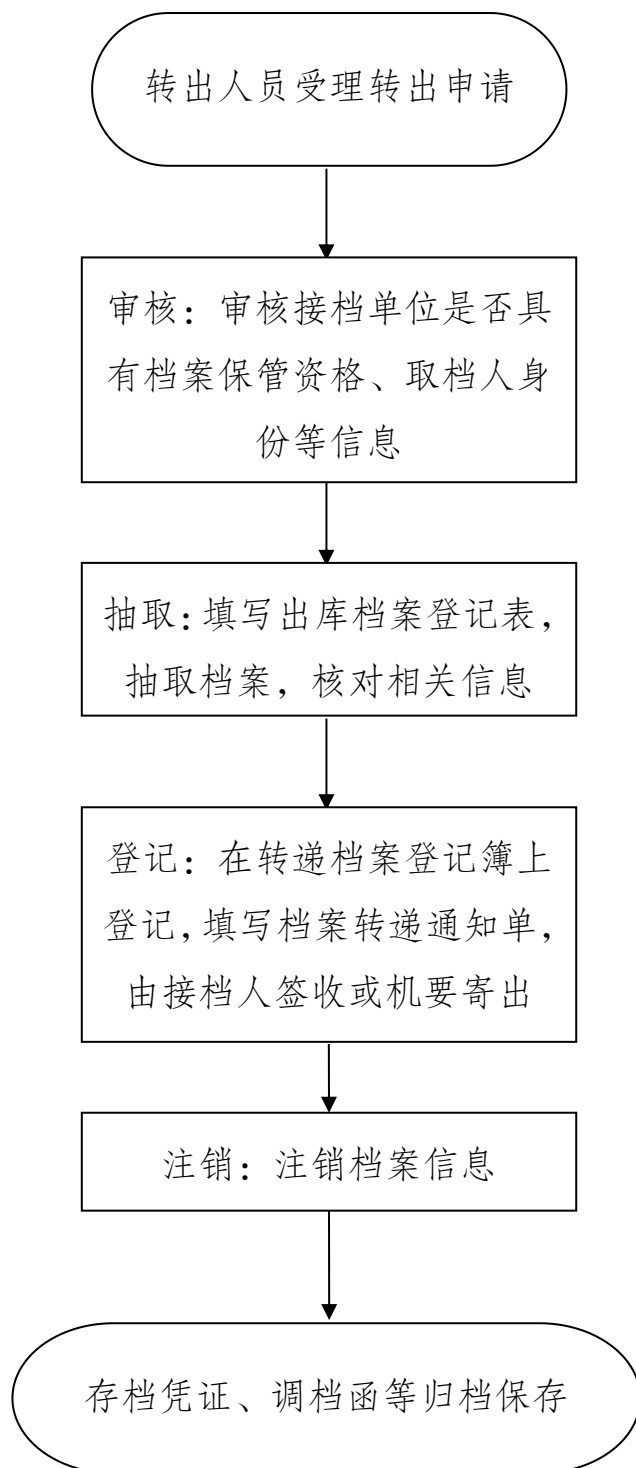 转出人员受理转出申请
审核：审核接档单位是否具
有档案保管资格、取档人身
份等信息
抽取：填写出库档案登记表，
抽取档案，核对相关信息
登记：在转递档案登记簿上
登记，填写档案转递通知单，
由接档人签收或机要寄出
注销：注销档案信息
存档凭证、调档函等归档保存